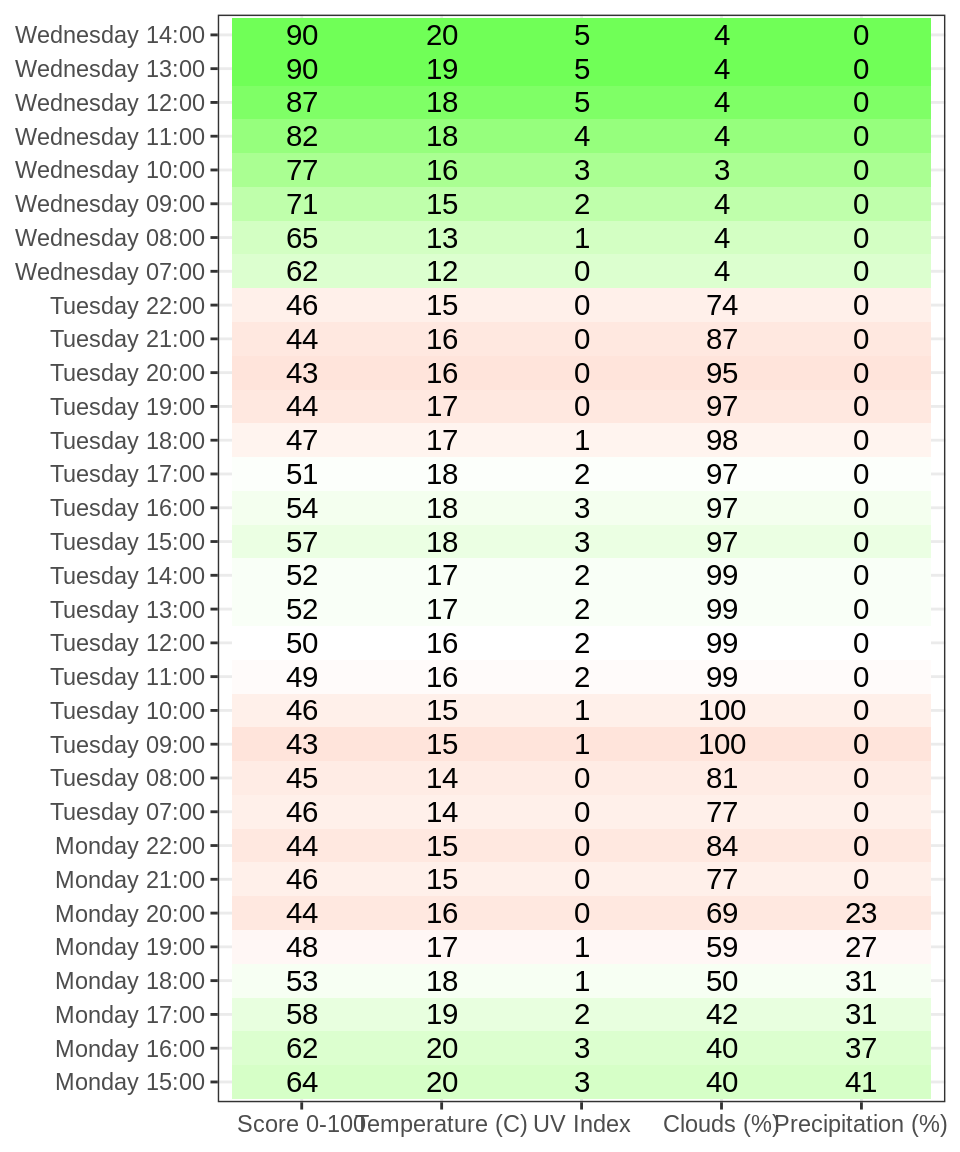 Wednesday 14:00 90 20 5 4 0
Wednesday 13:00 90 19 5 4 0
Wednesday 12:00 87 18 5 4 0
Wednesday 11:00 82 18 4 4 0
Wednesday 10:00 77 16 3 3 0
Wednesday 09:00 71 15 2 4 0
Wednesday 08:00 65 13 1 4 0
Wednesday 07:00 62 12 0 4 0
Tuesday 22:00 46 15 0 74 0
Tuesday 21:00 44 16 0 87 0
Tuesday 20:00 43 16 0 95 0
Tuesday 19:00 44 17 0 97 0
Tuesday 18:00 47 17 1 98 0
Tuesday 17:00 51 18 2 97 0
Tuesday 16:00 54 18 3 97 0
Tuesday 15:00 57 18 3 97 0
Tuesday 14:00 52 17 2 99 0
Tuesday 13:00 52 17 2 99 0
Tuesday 12:00 50 16 2 99 0
Tuesday 11:00 49 16 2 99 0
Tuesday 10:00 46 15 1 100 0
Tuesday 09:00 43 15 1 100 0
Tuesday 08:00 45 14 0 81 0
Tuesday 07:00 46 14 0 77 0
Monday 22:00 44 15 0 84 0
Monday 21:00 46 15 0 77 0
Monday 20:00 44 16 0 69 23
Monday 19:00 48 17 1 59 27
Monday 18:00 53 18 1 50 31
Monday 17:00 58 19 2 42 31
Monday 16:00 62 20 3 40 37
Monday 15:00 64 20 3 40 41
Score 0-100 Temperature (C) UV Index Clouds (%) Precipitation (%)